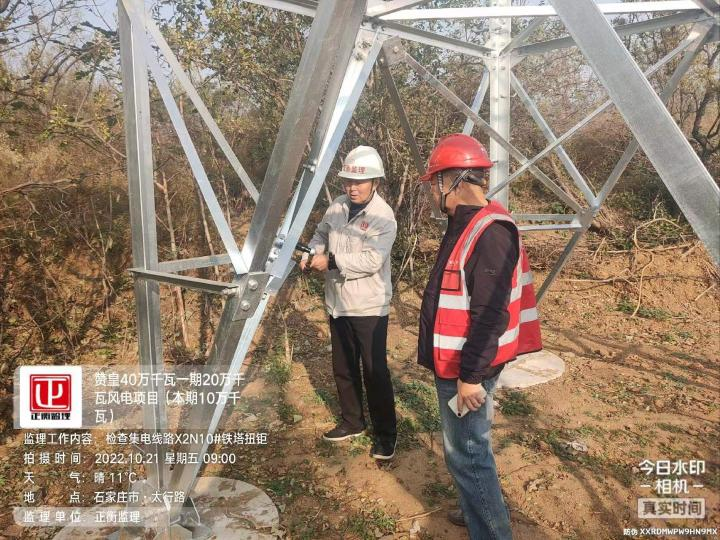 衡监理
正衡监理
赞皇40万千瓦一期20万千
瓦风电项目（本期10万千
瓦）
监理工作内容：检查集电线路X2N10#铁塔扭钜
拍摄时间：2022.10.21 星期五 09:00
天气：晴 11℃
地点：石家庄市·太行路
监理单位：正衡监理
今日水印
相机
真实时间
防伪 XXRDMWPW9HN9MX